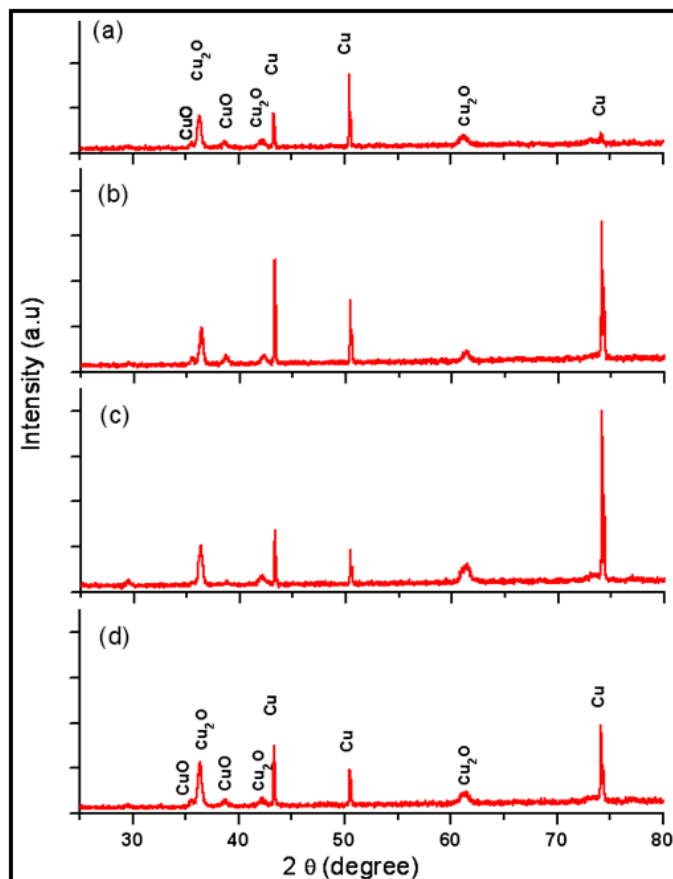 (a)
CuO
Cu₂O
CuO
Cu₂O
Cu
Cu
Cu₂O
Cu
(b)
(c)
(d)
CuO
Cu₂O
CuO
Cu₂O
Cu
Cu
Cu₂O
Cu
Intensity (a.u)
30 40 50 60 70 80
2 θ (degree)